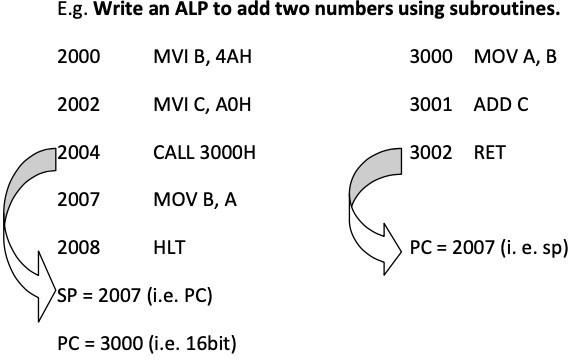 E.g. Write an ALP to add two numbers using subroutines.
2000 MVI B, 4AH 3000 MOV A, B
2002 MVI C, A0H 3001 ADD C
2004 CALL 3000H 3002 RET
2007 MOV B, A
2008 HLT PC = 2007 (i. e. sp)
SP = 2007 (i.e. PC)
PC = 3000 (i.e. 16bit)